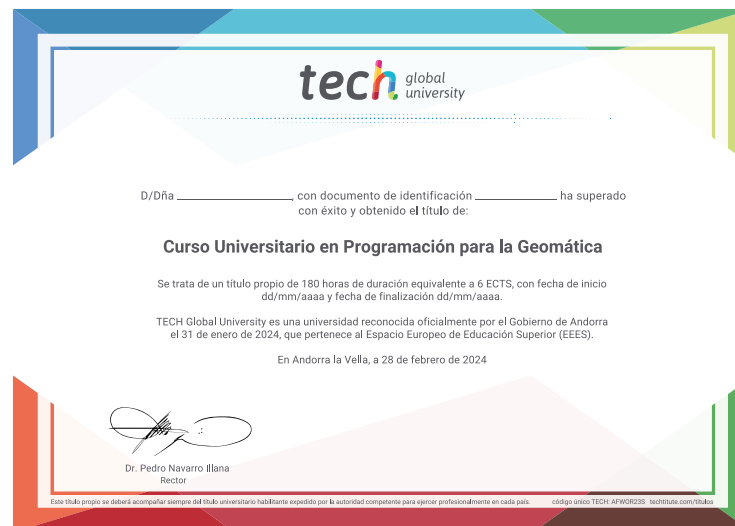 tech global
university
D/Dña ____________, con documento de identificación ____________ ha superado
con éxito y obtenido el título de:
Curso Universitario en Programación para la Geomática
Se trata de un título propio de 180 horas de duración equivalente a 6 ECTS, con fecha de inicio
dd/mm/aaaa y fecha de finalización dd/mm/aaaa.
TECH Global University es una universidad reconocida oficialmente por el Gobierno de Andorra
el 31 de enero de 2024, que pertenece al Espacio Europeo de Educación Superior (EEES).
En Andorra la Vella, a 28 de febrero de 2024
Dr. Pedro Navarro Illana
Rector
Este título propio se deberá acompañar siempre del título universitario habilitante expedido por la autoridad competente para ejercer profesionalmente en cada país. código único TECH: AFWOR23S techtitute.com/titulos